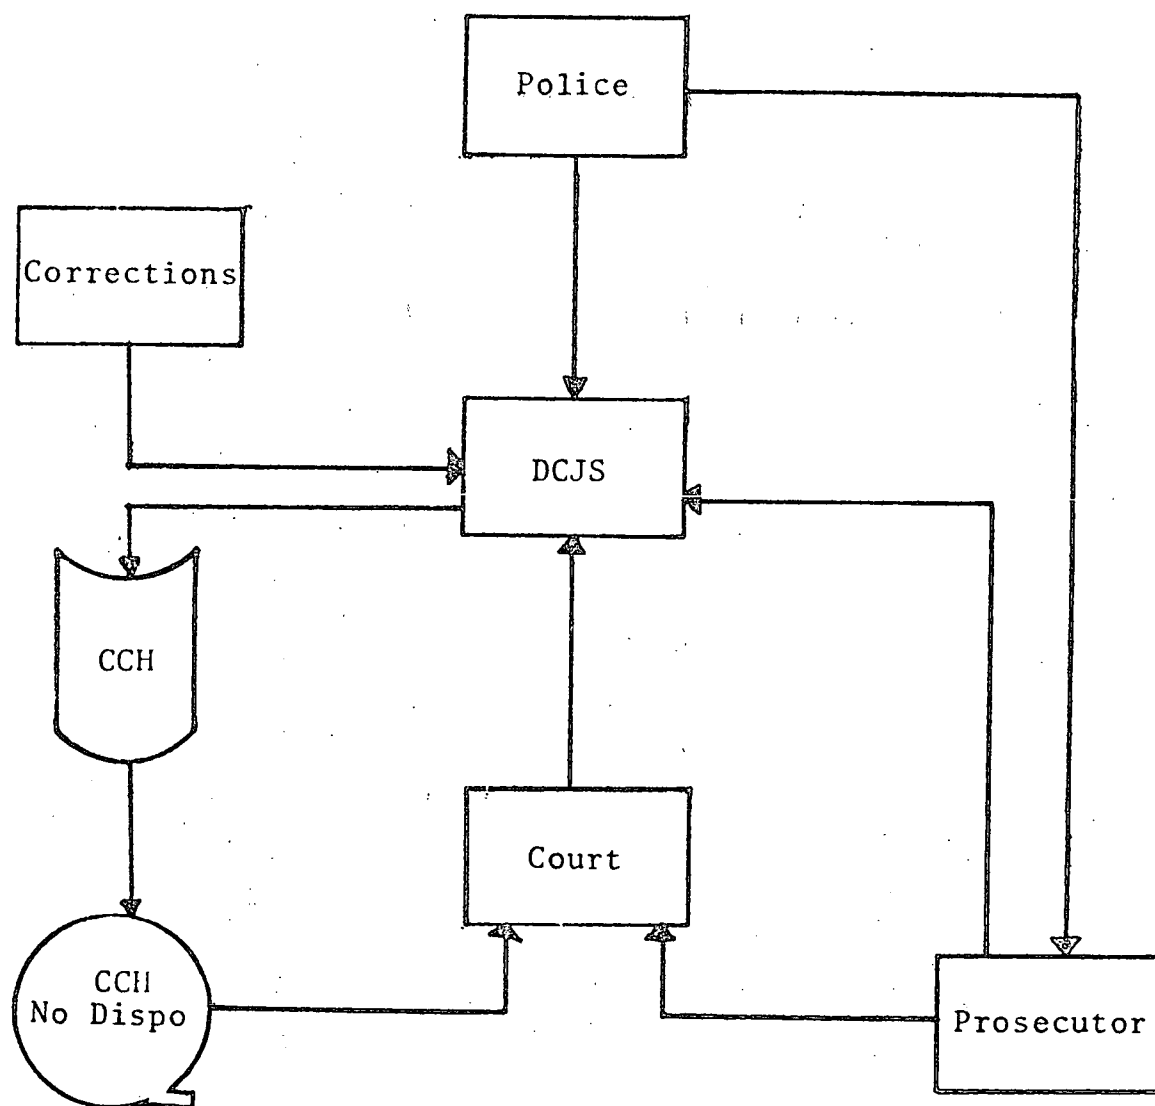 Police
Corrections
DCJS
CCH
Court
CCH
No Dispo
Prosecutor